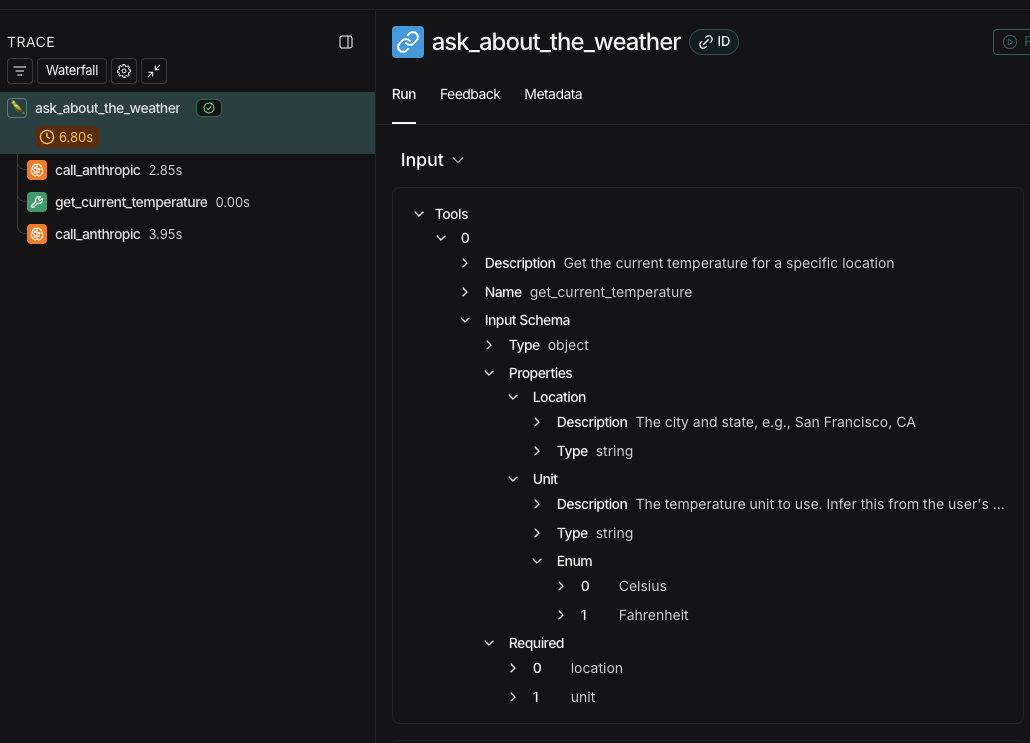 TRACE
Waterfall
ask_about_the_weather
6.80s
call_anthropic 2.85s
get_current_temperature 0.00s
call_anthropic 3.95s
ask_about_the_weather ID
Run Feedback Metadata
Input
Tools
0
Description Get the current temperature for a specific location
Name get_current_temperature
Input Schema
Type object
Properties
Location
Description The city and state, e.g., San Francisco, CA
Type string
Unit
Description The temperature unit to use. Infer this from the user's ...
Type string
Enum
0 Celsius
1 Fahrenheit
Required
0 location
1 unit